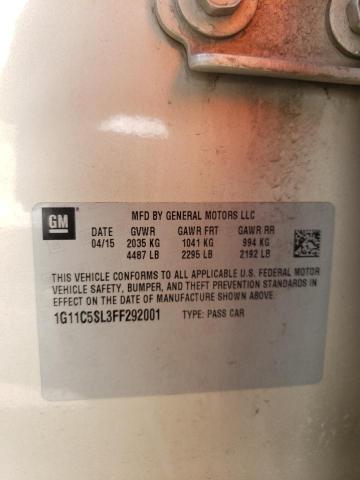 GM
MFD BY GENERAL MOTORS LLC
DATE GVWR GAWR FRT GAWR RR
04/15 2035 KG 1041 KG 994 KG
4487 LB 2295 LB 2192 LB
THIS VEHICLE CONFORMS TO ALL APPLICABLE U.S. FEDERAL MOTOR
VEHICLE SAFETY, BUMPER, AND THEFT PREVENTION STANDARDS IN
EFFECT ON THE DATE OF MANUFACTURE SHOWN ABOVE.
1G11C5SL3FF292001 TYPE: PASS CAR